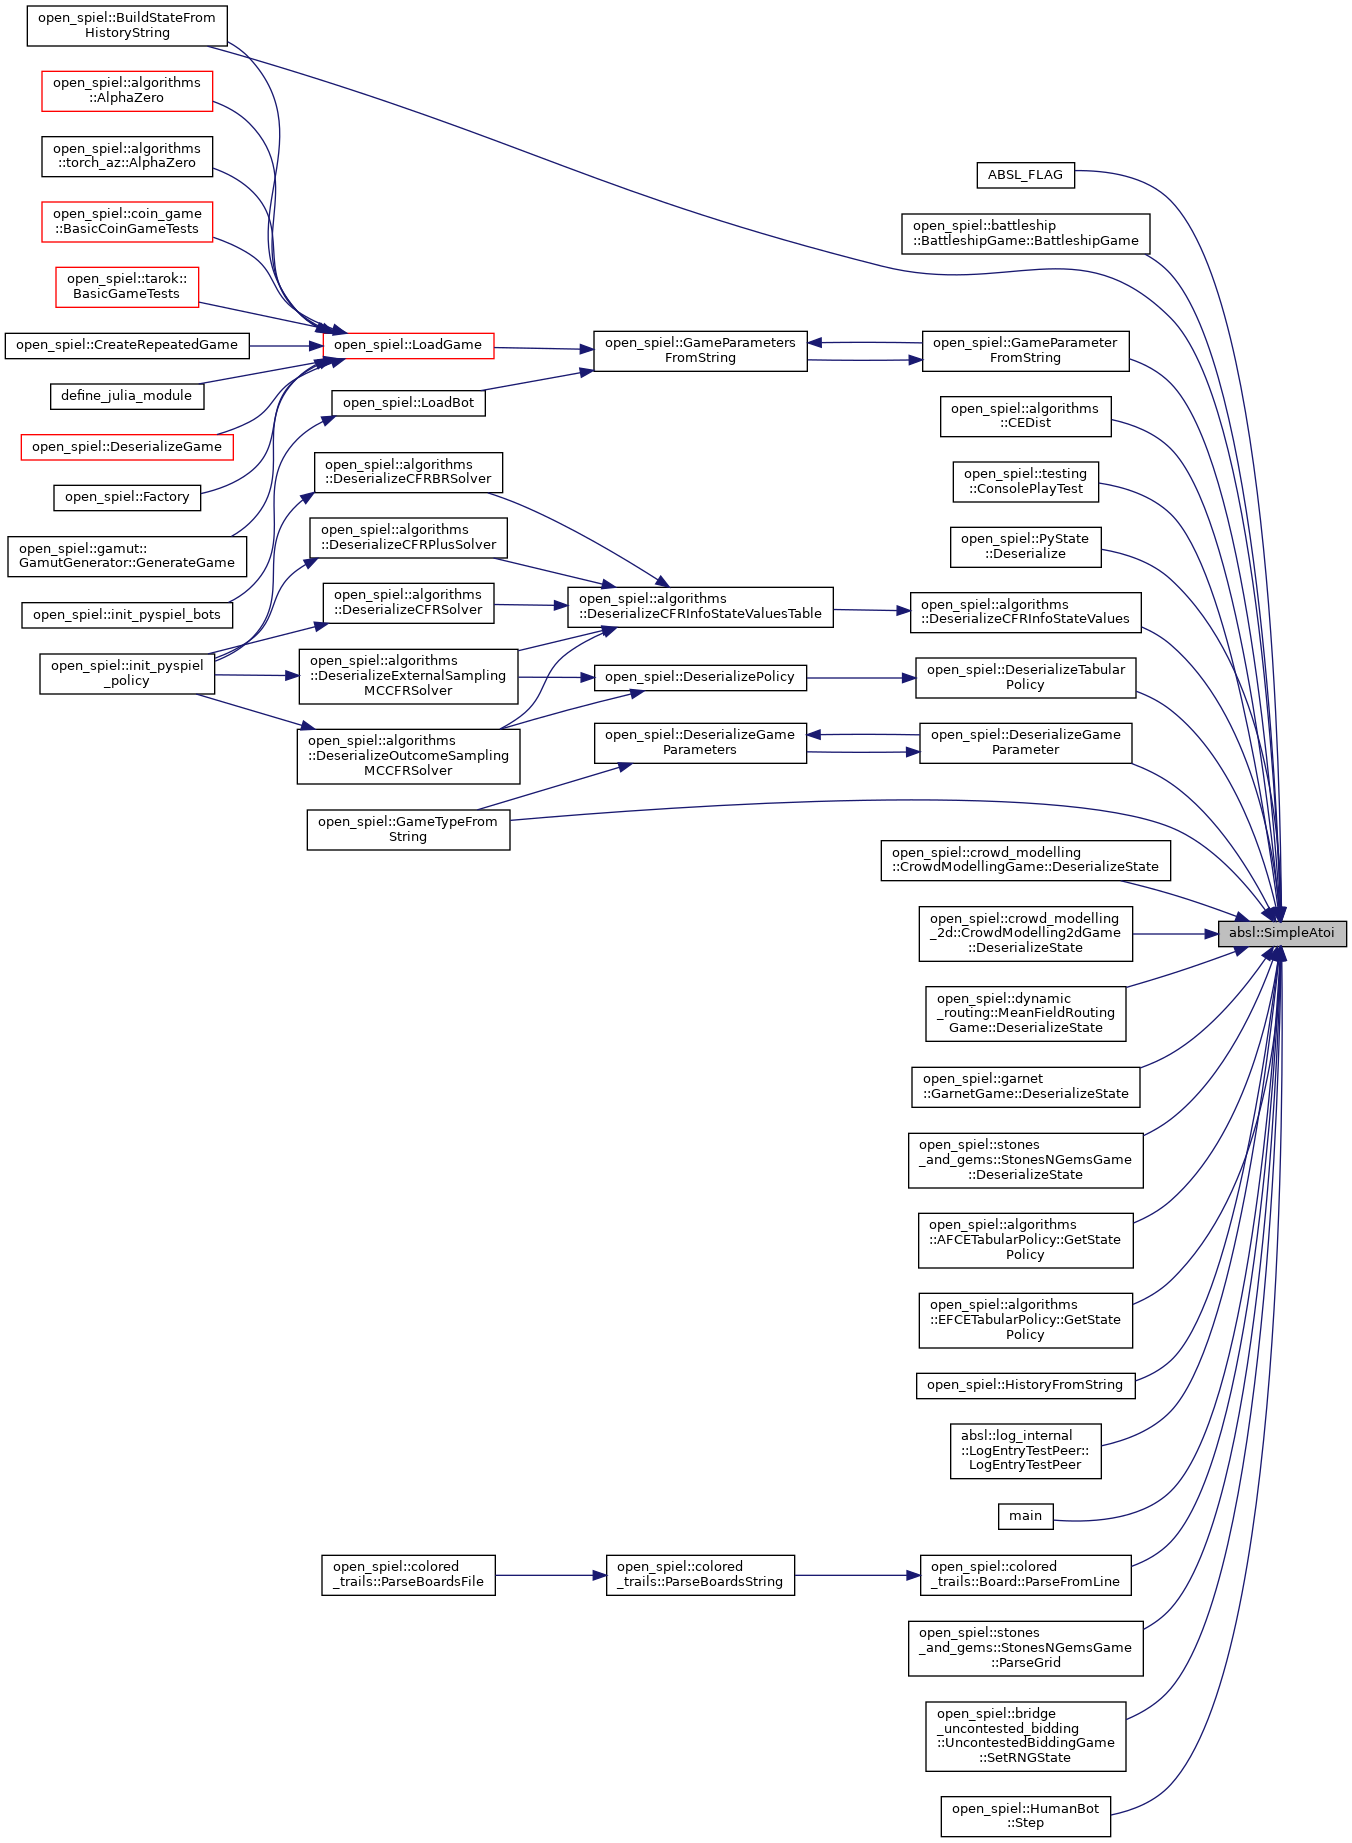 open_spiel::BuildStateFrom
HistoryString
open_spiel::algorithms
::AlphaZero
open_spiel::algorithms
::torch_az::AlphaZero
open_spiel::coin_game
::BasicCoinGameTests
open_spiel::tarok::
BasicGameTests
open_spiel::CreateRepeatedGame
define_julia_module
open_spiel::DeserializeGame
open_spiel::Factory
open_spiel::gamut::
GamutGenerator::GenerateGame
open_spiel::init_pyspiel_bots
open_spiel::init_pyspiel
_policy
open_spiel::LoadGame
open_spiel::LoadBot
open_spiel::algorithms
::DeserializeCFRBRSolver
open_spiel::algorithms
::DeserializeCFRPlusSolver
open_spiel::algorithms
::DeserializeCFRSolver
open_spiel::algorithms
::DeserializeExternalSampling
MCCFRSolver
open_spiel::algorithms
::DeserializeOutcomeSampling
MCCFRSolver
open_spiel::GameTypeFrom
String
open_spiel::colored
_trails::ParseBoardsFile
open_spiel::GameParameters
FromString
open_spiel::algorithms
::DeserializeCFRInfoStateValuesTable
open_spiel::DeserializePolicy
open_spiel::DeserializeGame
Parameters
open_spiel::colored
_trails::ParseBoardsString
ABSL_FLAG
open_spiel::battleship
::BattleshipGame::BattleshipGame
open_spiel::GameParameter
FromString
open_spiel::algorithms
::CEDist
open_spiel::testing
::ConsolePlayTest
open_spiel::PyState
::Deserialize
open_spiel::algorithms
::DeserializeCFRInfoStateValues
open_spiel::DeserializeTabular
Policy
open_spiel::DeserializeGame
Parameter
open_spiel::crowd_modelling
::CrowdModellingGame::DeserializeState
open_spiel::crowd_modelling
_2d::CrowdModelling2dGame
::DeserializeState
open_spiel::dynamic
_routing::MeanFieldRouting
Game::DeserializeState
open_spiel::garnet
::GarnetGame::DeserializeState
open_spiel::stones
_and_gems::StonesNGemsGame
::DeserializeState
open_spiel::algorithms
::AFCETabularPolicy::GetState
Policy
open_spiel::algorithms
::EFCETabularPolicy::GetState
Policy
open_spiel::HistoryFromString
absl::log_internal
::LogEntryTestPeer::
LogEntryTestPeer
main
open_spiel::colored
_trails::Board::ParseFromLine
open_spiel::stones
_and_gems::StonesNGemsGame
::ParseGrid
open_spiel::bridge
_uncontested_bidding
::UncontestedBiddingGame
::SetRNGState
open_spiel::HumanBot
::Step
absl::SimpleAtoi